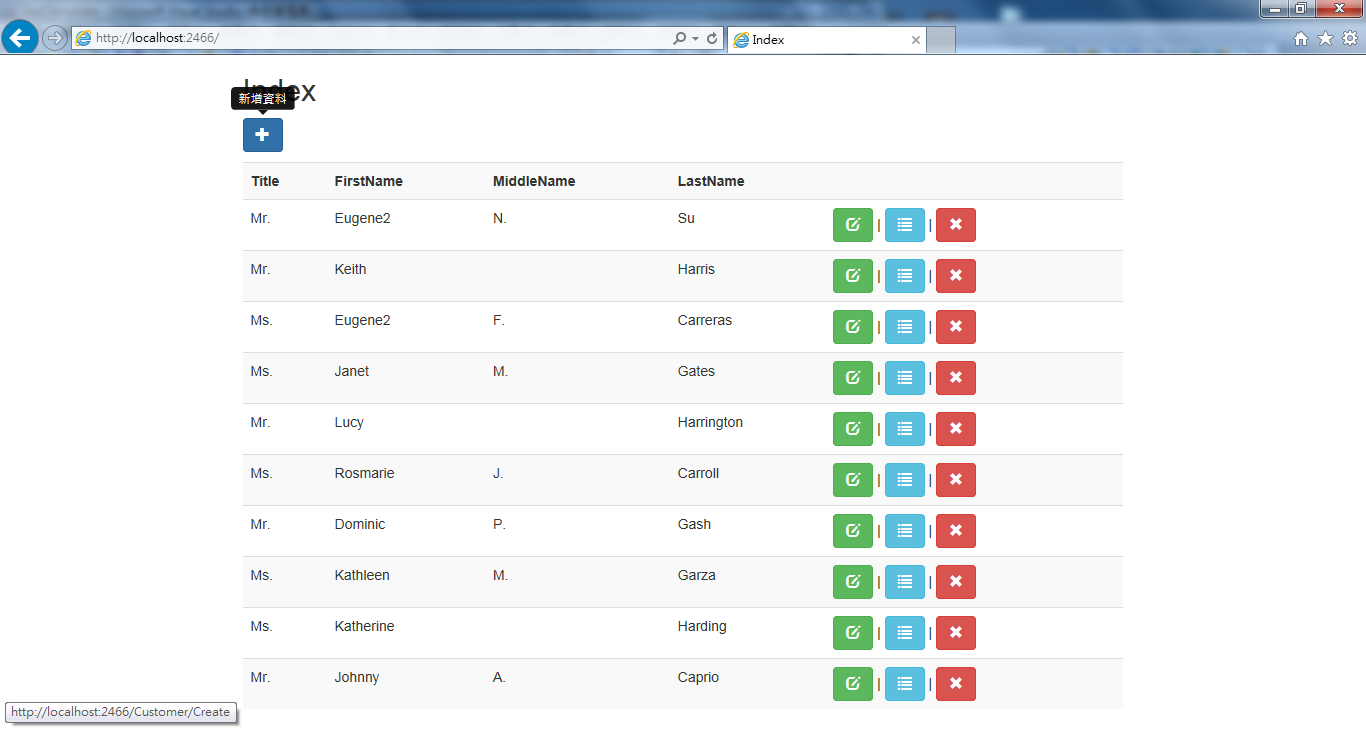 http://localhost:2466/
Index
Index
新增資料
Title FirstName MiddleName LastName
Mr. Eugene2 N. Su
Mr. Keith Harris
Ms. Eugene2 F. Carreras
Ms. Janet M. Gates
Mr. Lucy Harrington
Ms. Rosmarie J. Carroll
Mr. Dominic P. Gash
Ms. Kathleen M. Garza
Ms. Katherine Harding
Mr. Johnny A. Caprio
http://localhost:2466/Customer/Create